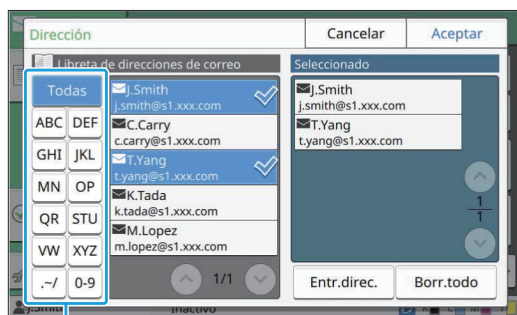 Dirección
Cancelar
Aceptar
Libreta de direcciones de correo
Seleccionado
Todas
ABC DEF
GHI JKL
MN OP
QR STU
VW XYZ
.~/ 0-9
J.Smith
j.smith@s1.xxx.com
C.Carry
c.carry@s1.xxx.com
T.Yang
t.yang@s1.xxx.com
K.Tada
k.tada@s1.xxx.com
M.Lopez
m.lopez@s1.xxx.com
1/1
J.Smith
j.smith@s1.xxx.com
T.Yang
t.yang@s1.xxx.com
1
1
Entr.direc.
Borr.todo
J.Smith
Inactivo